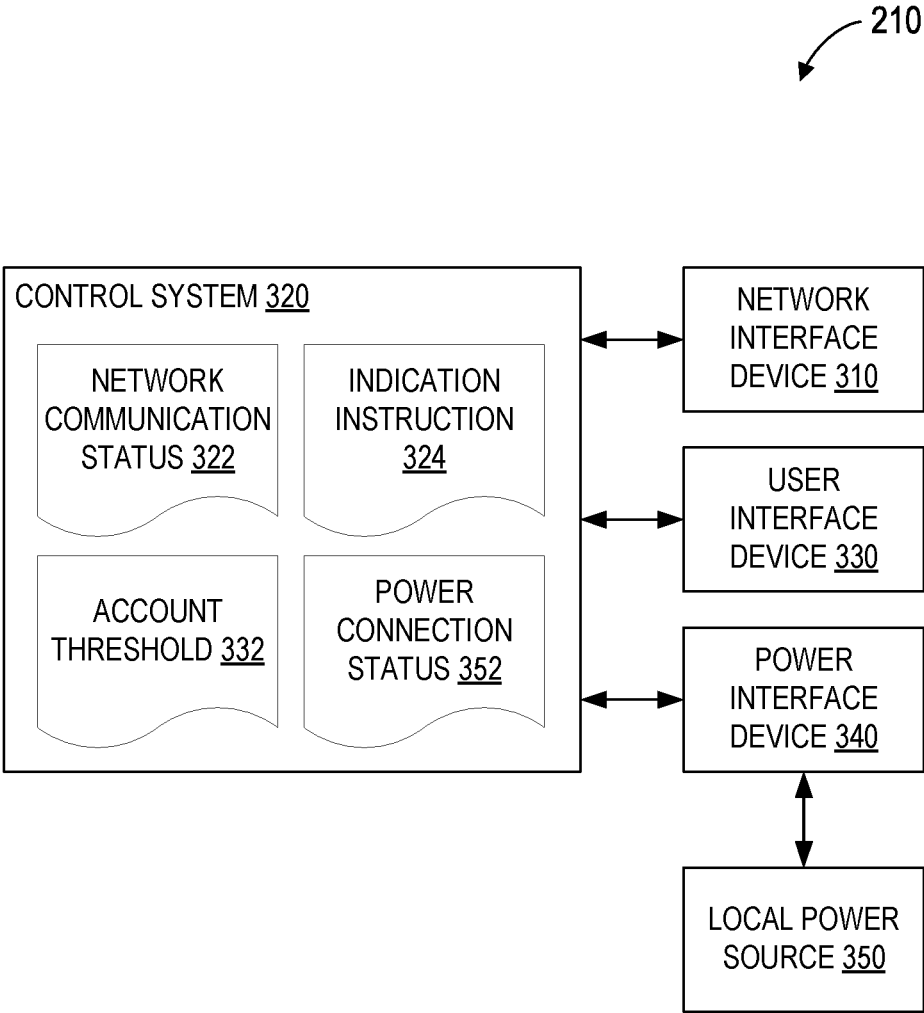 210
CONTROL SYSTEM 320
NETWORK
COMMUNICATION
STATUS 322
INDICATION
INSTRUCTION
324
ACCOUNT
THRESHOLD 332
POWER
CONNECTION
STATUS 352
NETWORK
INTERFACE
DEVICE 310
USER
INTERFACE
DEVICE 330
POWER
INTERFACE
DEVICE 340
LOCAL POWER
SOURCE 350